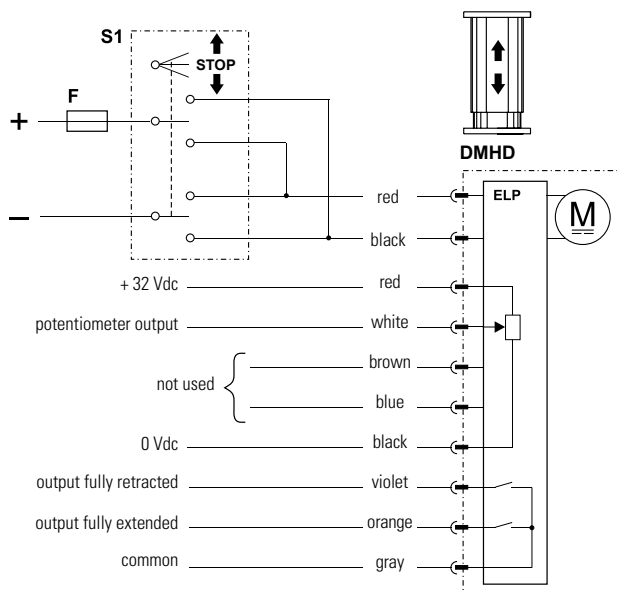 S1
STOP
F
+
−
DMHD
ELP
M
red
black
+ 32 Vdc red
potentiometer output white
not used
brown
blue
0 Vdc black
output fully retracted violet
output fully extended orange
common gray